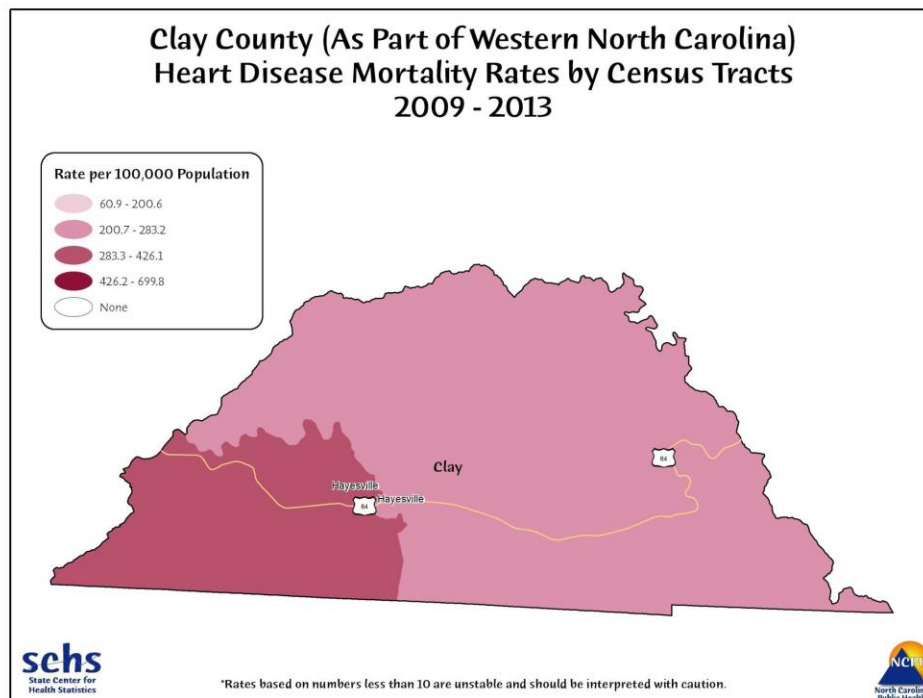 Clay County (As Part of Western North Carolina)
Heart Disease Mortality Rates by Census Tracts
2009 - 2013
Rate per 100,000 Population
60.9 - 200.6
200.7 - 283.2
283.3 - 426.1
426.2 - 699.8
None
Clay
64
Hayesville
64
Hayesville
schs
State Center for
Health Statistics
*Rates based on numbers less than 10 are unstable and should be interpreted with caution.
NCPH
North Carolina
Public Health